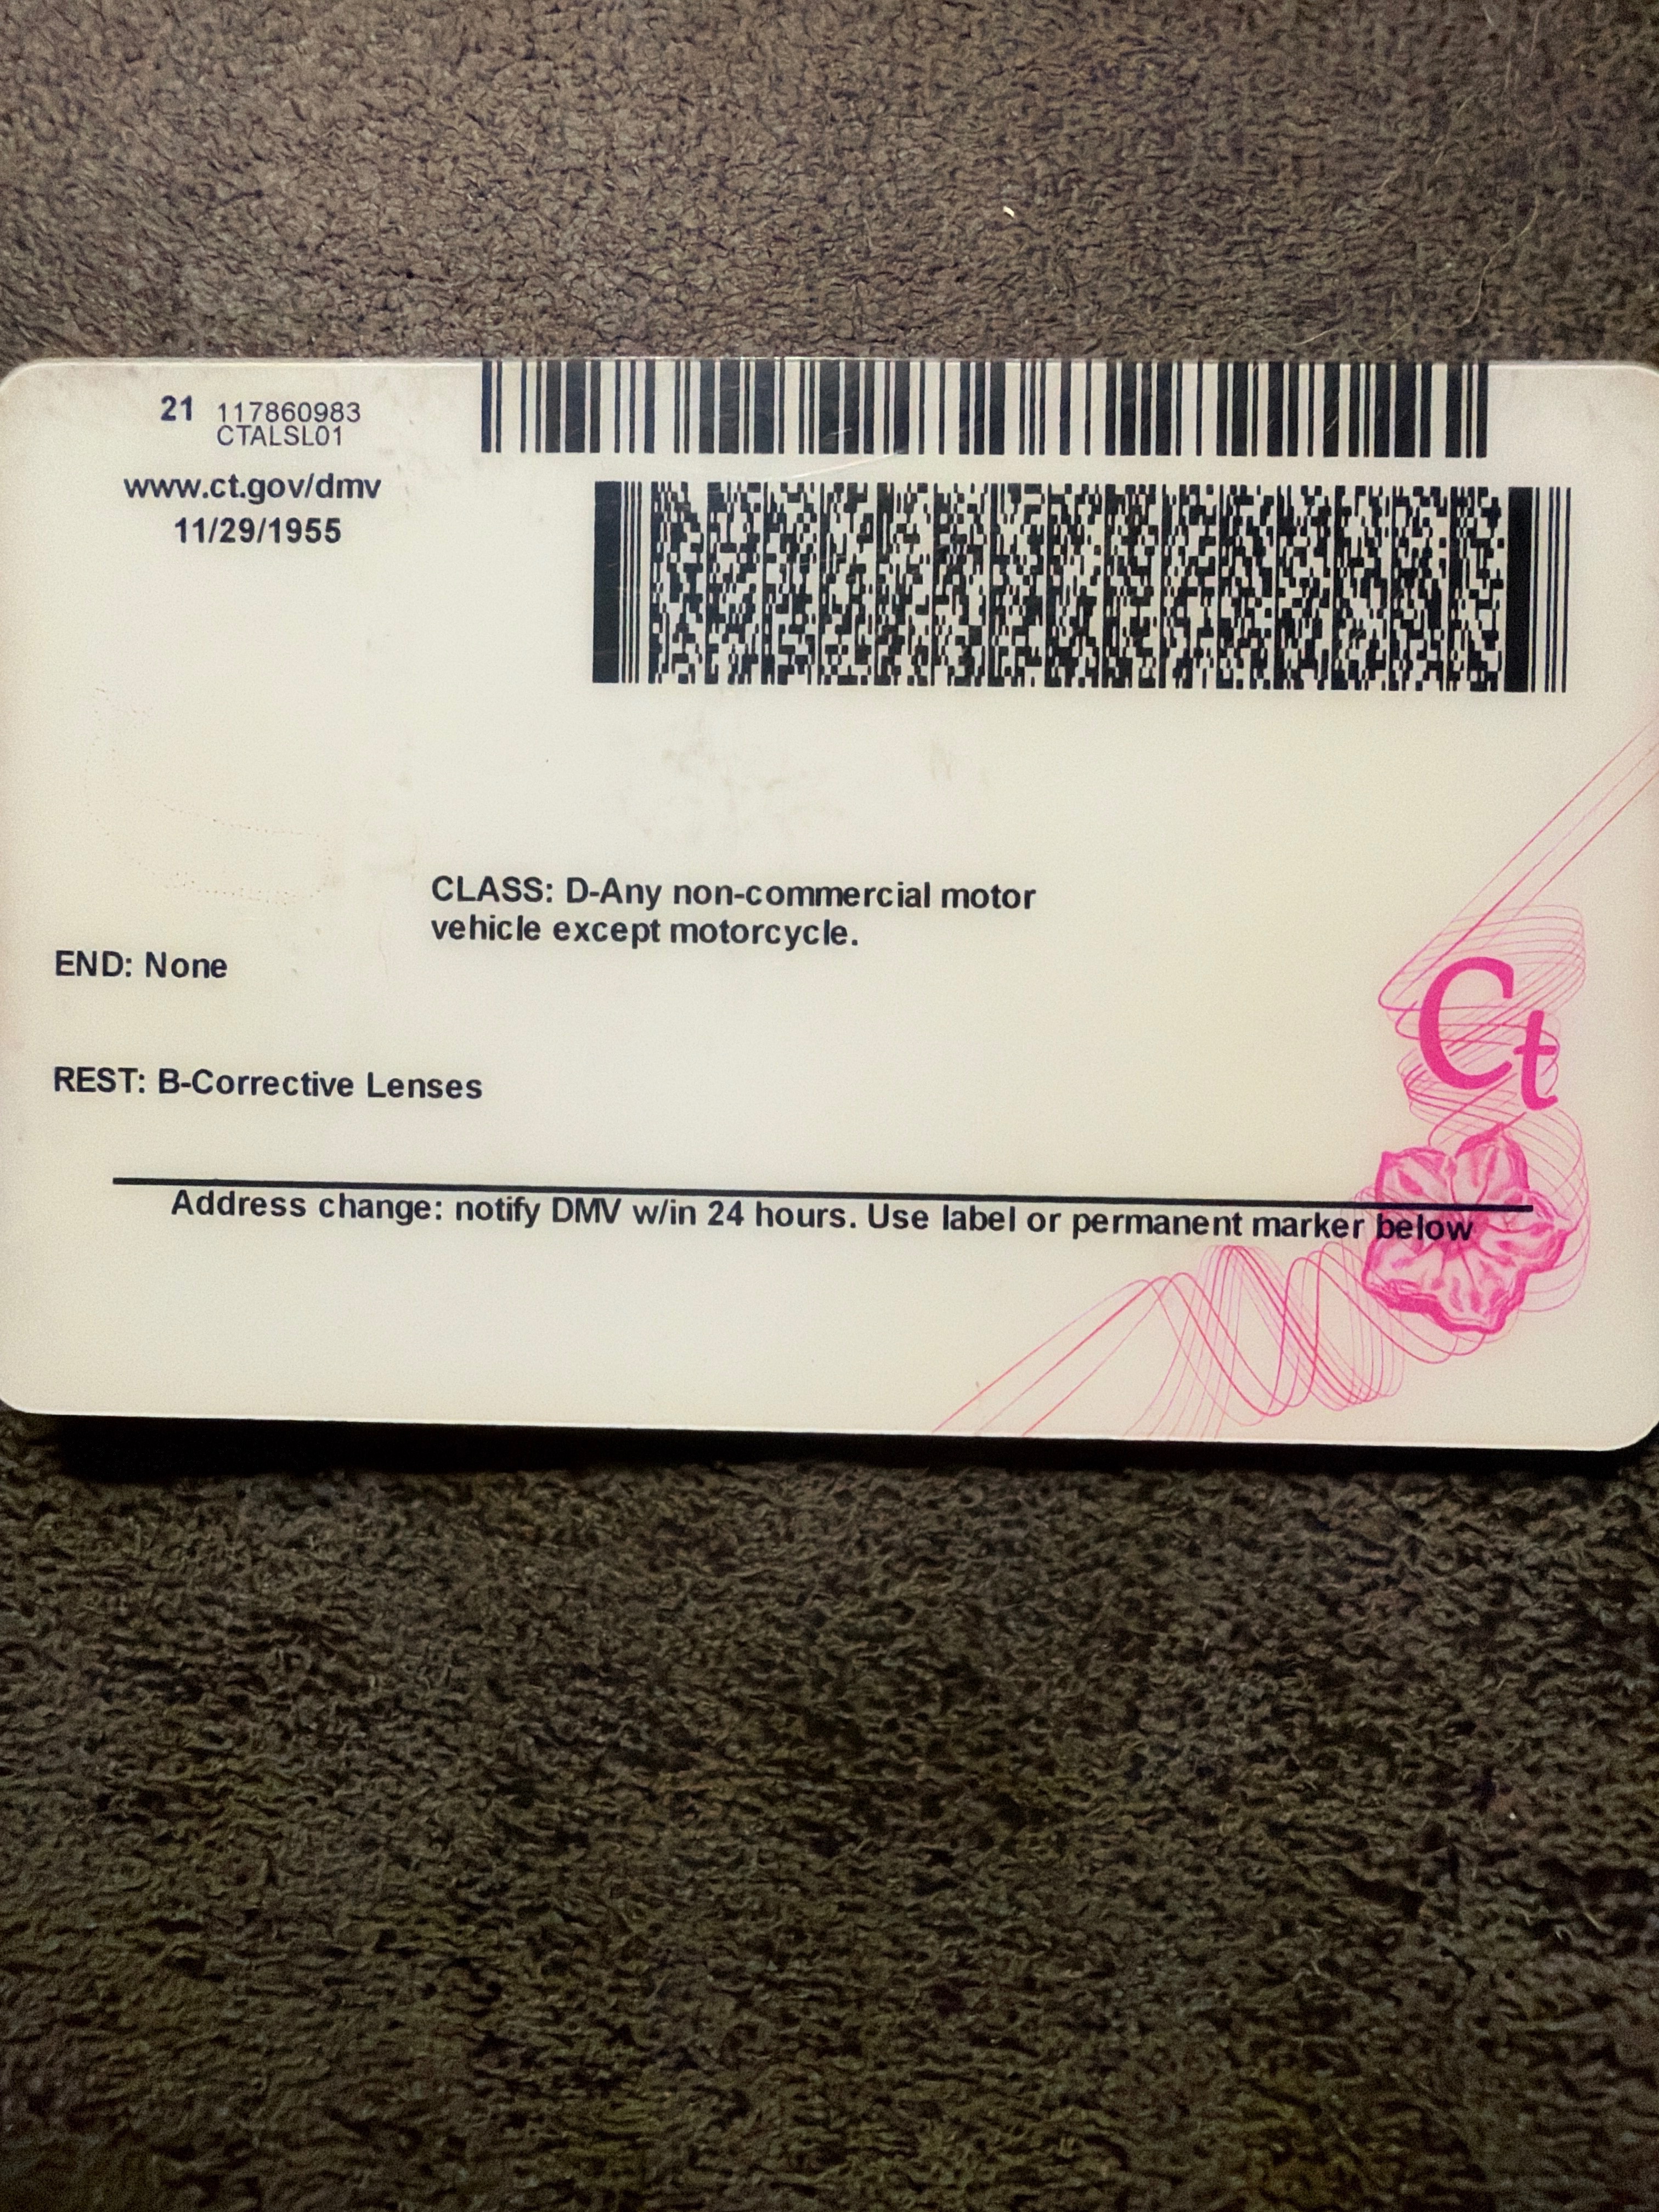 21 117860983
CTALSL01
www.ct.gov/dmv
11/29/1955
CLASS: D-Any non-commercial motor
vehicle except motorcycle.
END: None
REST: B-Corrective Lenses
Ct
Address change: notify DMV w/in 24 hours. Use label or permanent marker below